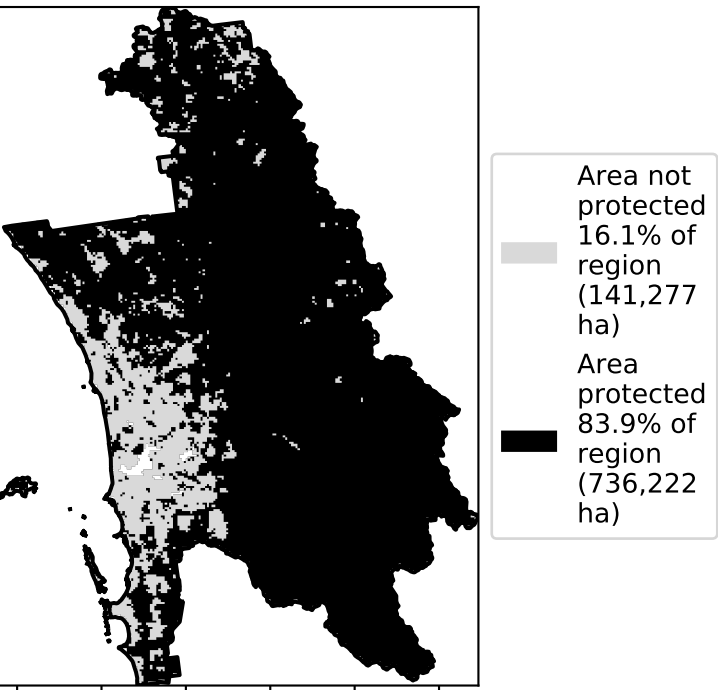 Area not
protected
16.1% of
region
(141,277
ha)
Area
protected
83.9% of
region
(736,222
ha)